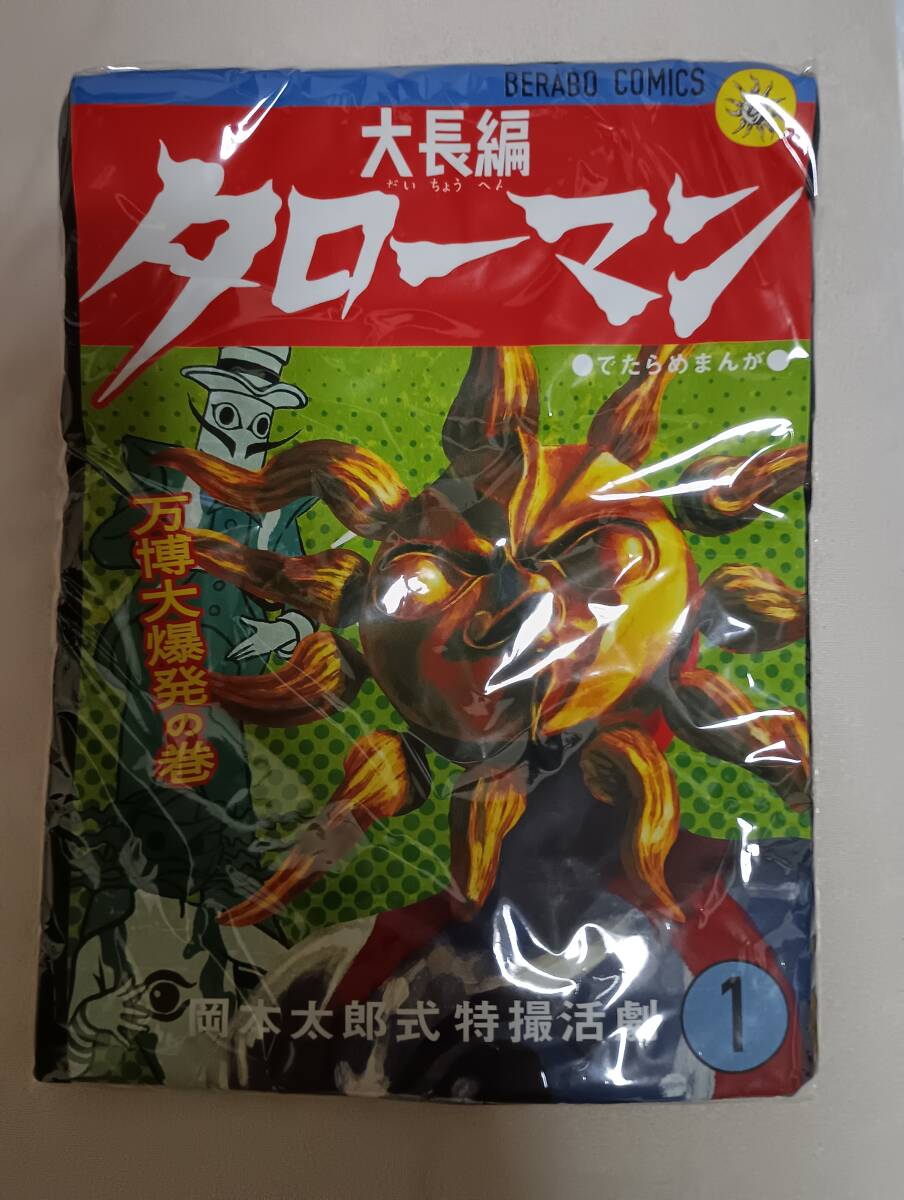 BERABO COMICS
大長編
だいちょうへん
タローマン
●でたらめまんが●
万博大爆発の巻
岡本太郎式特撮活劇
1